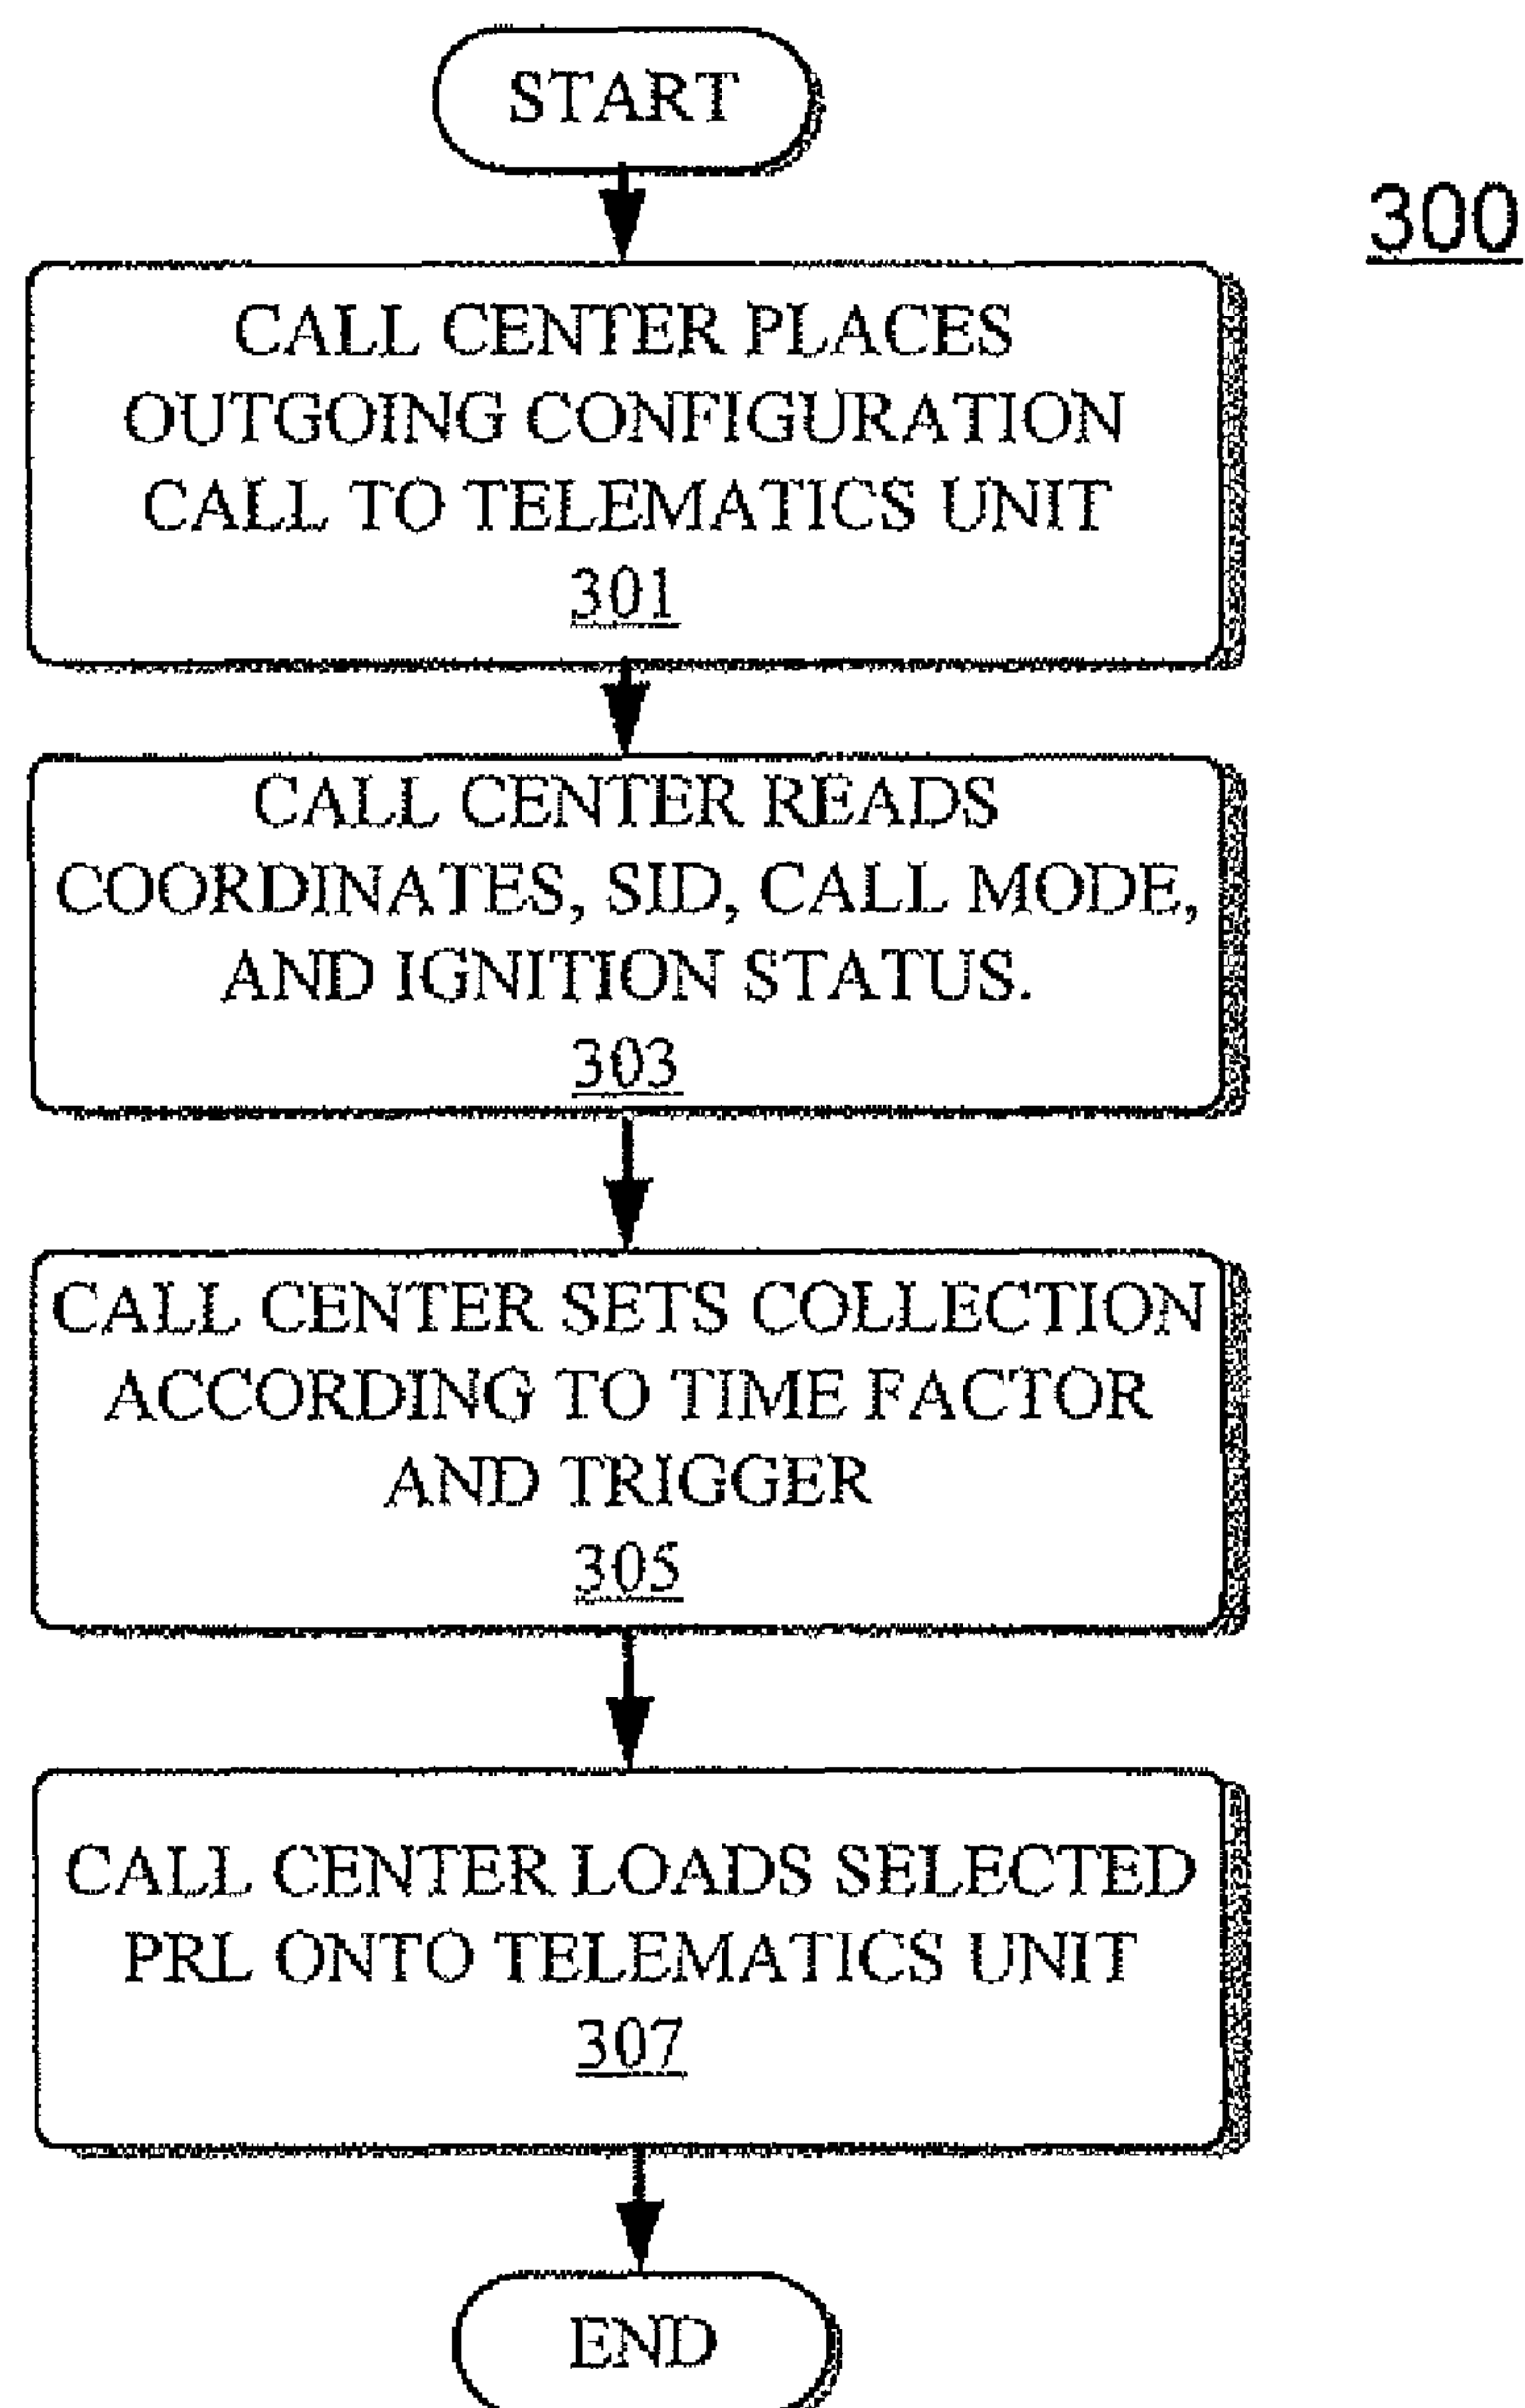 START
300
CALL CENTER PLACES
OUTGOING CONFIGURATION
CALL TO TELEMATICS UNIT
301
CALL CENTER READS
COORDINATES, SID, CALL MODE,
AND IGNITION STATUS.
303
CALL CENTER SETS COLLECTION
ACCORDING TO TIME FACTOR
AND TRIGGER
305
CALL CENTER LOADS SELECTED
PRL ONTO TELEMATICS UNIT
307
END